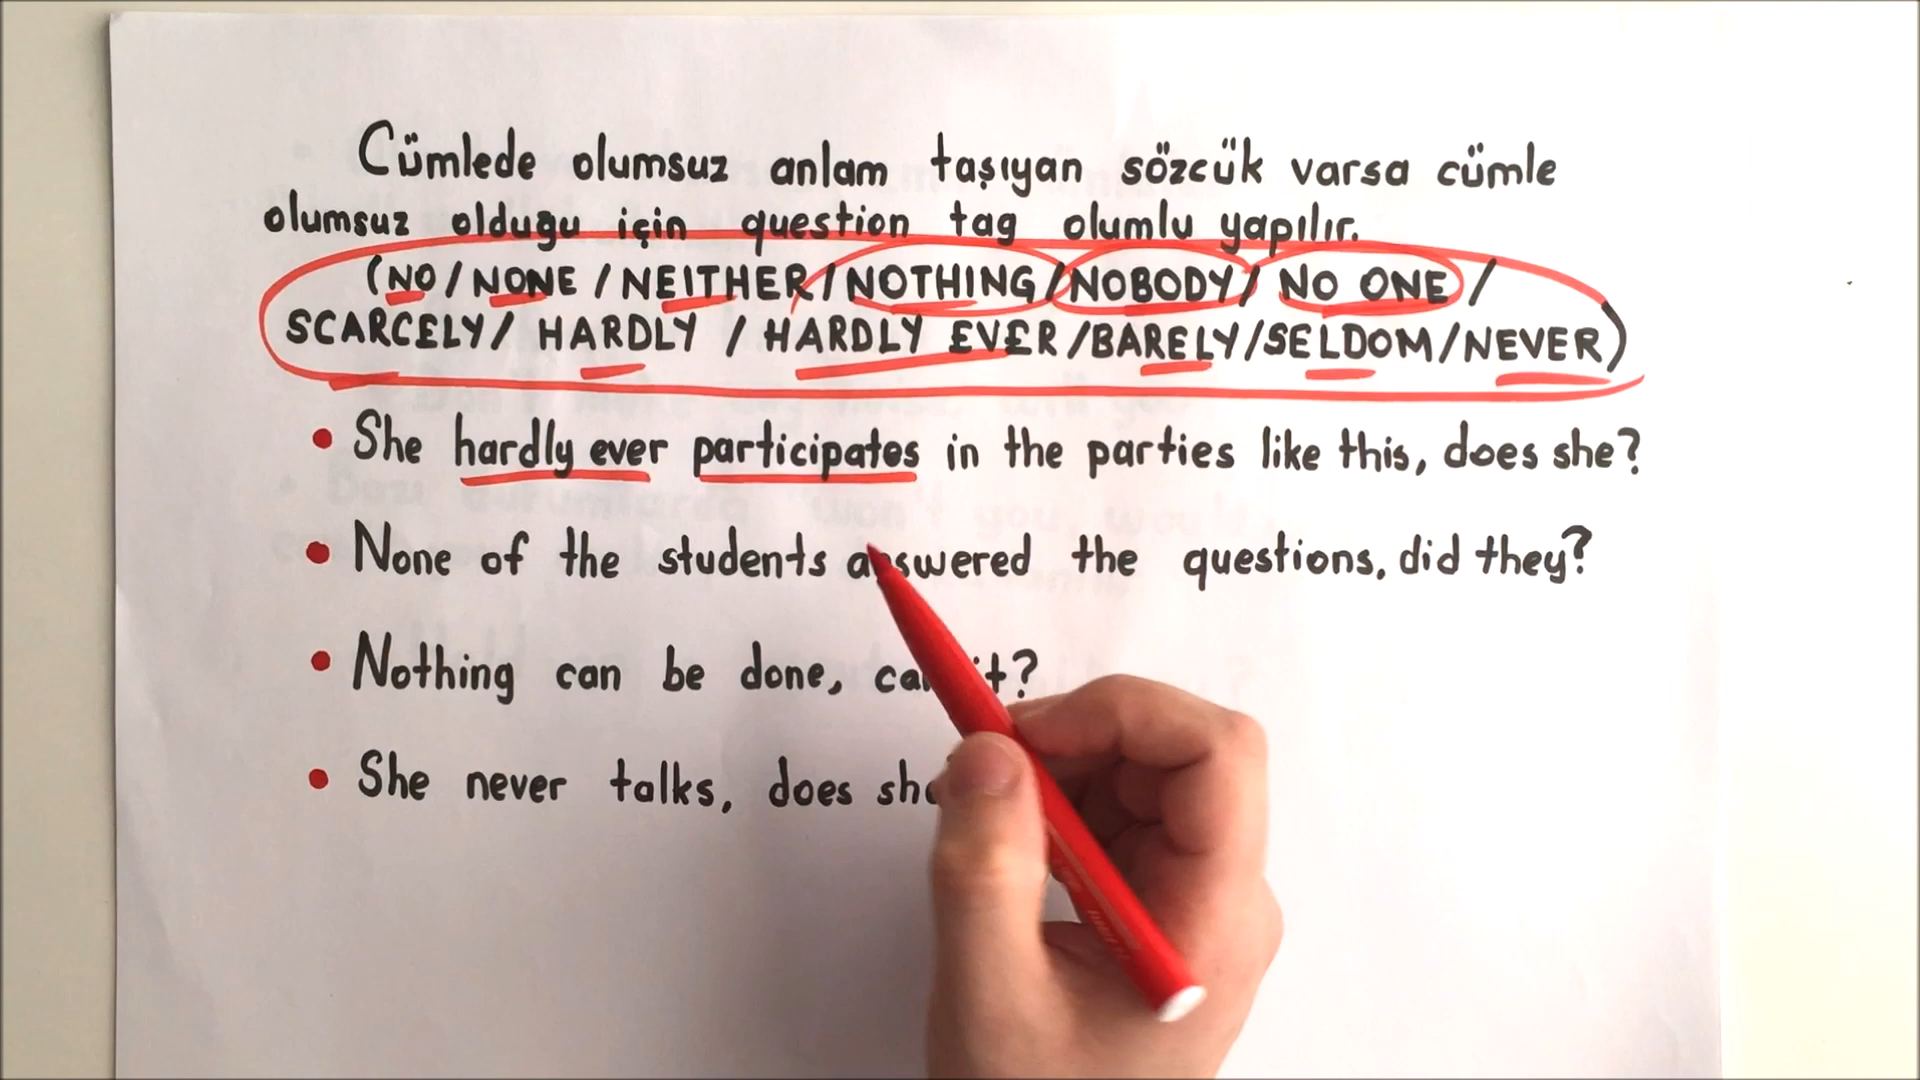 Cümlede olumsuz anlam taşıyan sözcük varsa cümle
olumsuz olduğu için question tag olumlu yapılır.
(NO / NONE / NEITHER / NOTHING / NOBODY / NO ONE /
SCARCELY / HARDLY / HARDLY EVER / BARELY / SELDOM / NEVER)
• She hardly ever participates in the parties like this, does she?
• None of the students answered the questions, did they?
• Nothing can be done, it?
• She never talks, does